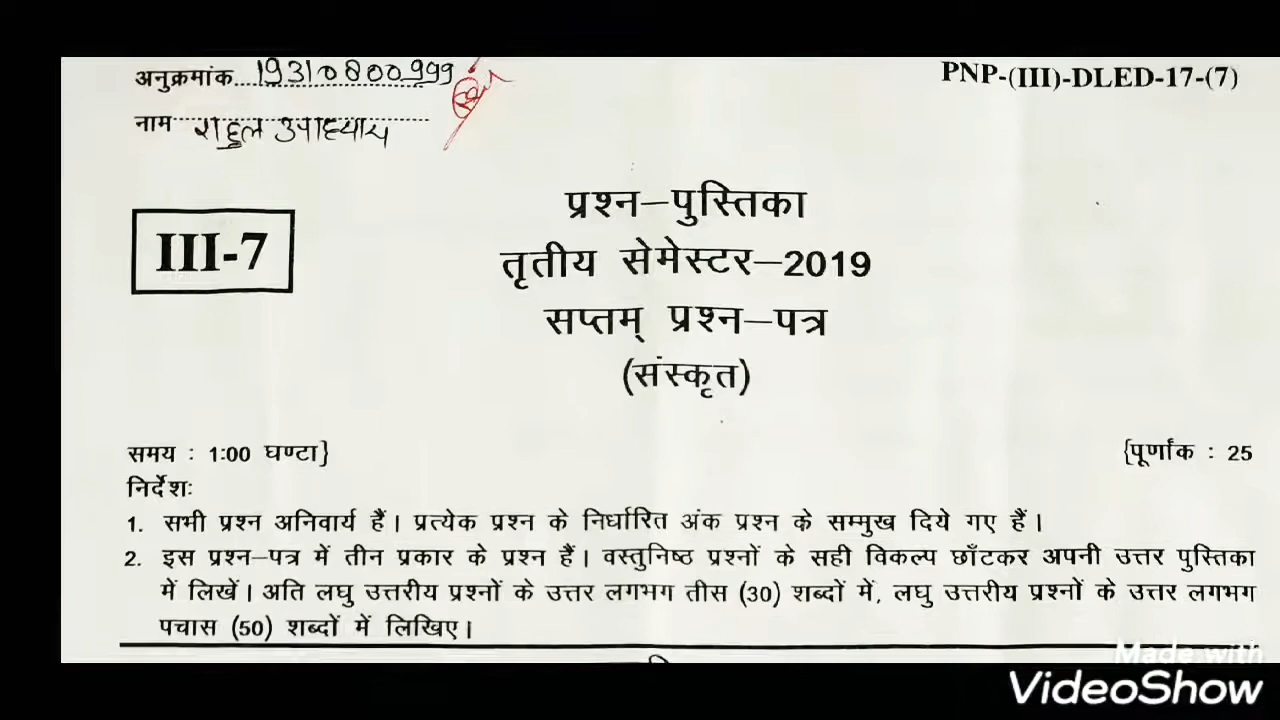 अनुक्रमांक....19310800999
PNP-(III)-DLED-17-(7)
नाम राहुल उपाध्याय
प्रश्न–पुस्तिका
III-7
तृतीय सेमेस्टर–2019
सप्तम् प्रश्न–पत्र
(संस्कृत)
समय : 1:00 घण्टा}
{पूर्णांक : 25
निर्देशः
1. सभी प्रश्न अनिवार्य हैं। प्रत्येक प्रश्न के निर्धारित अंक प्रश्न के सम्मुख दिये गए हैं।
2. इस प्रश्न–पत्र में तीन प्रकार के प्रश्न हैं। वस्तुनिष्ठ प्रश्नों के सही विकल्प छाँटकर अपनी उत्तर पुस्तिका
में लिखें। अति लघु उत्तरीय प्रश्नों के उत्तर लगभग तीस (30) शब्दों में, लघु उत्तरीय प्रश्नों के उत्तर लगभग
पचास (50) शब्दों में लिखिए।
Made with
VideoShow